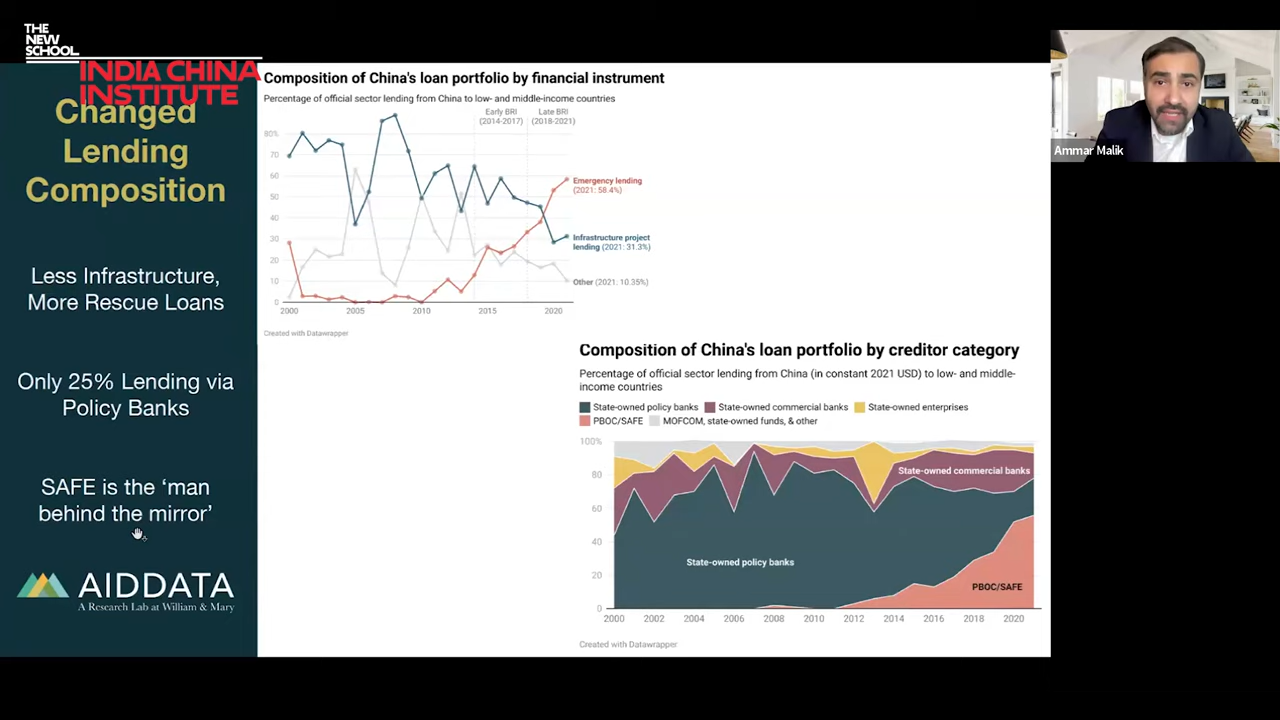 THE
NEW
SCHOOL
INDIA CHINA
INSTITUTE
Changed
Lending
Composition
Less Infrastructure,
More Rescue Loans
Only 25% Lending via
Policy Banks
SAFE is the ‘man
behind the mirror’
AIDDATA
A Research Lab at William & Mary
Composition of China's loan portfolio by financial instrument
Percentage of official sector lending from China to low- and middle-income countries
Early BRI
(2014-2017)
Late BRI
(2018-2021)
80%
70
60
50
40
30
20
10
0
2000
2005
2010
2015
2020
Emergency lending
(2021: 58.4%)
Infrastructure project
lending (2021: 31.3%)
Other (2021: 10.35%)
Created with Datawrapper
Composition of China's loan portfolio by creditor category
Percentage of official sector lending from China (in constant 2021 USD) to low- and middle-
income countries
State-owned policy banks State-owned commercial banks State-owned enterprises
PBOC/SAFE MOFCOM, state-owned funds, & other
100%
80
60
40
20
0
State-owned commercial banks
State-owned policy banks
PBOC/SAFE
2000 2002 2004 2006 2008 2010 2012 2014 2016 2018 2020
Created with Datawrapper
Ammar Malik